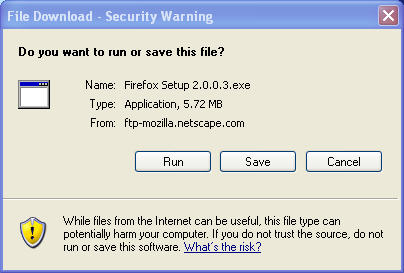 File Download - Security Warning
Do you want to run or save this file?
Name: Firefox Setup 2.0.0.3.exe
Type: Application, 5.72 MB
From: ftp-mozilla.netscape.com
Run Save Cancel
While files from the Internet can be useful, this file type can
potentially harm your computer. If you do not trust the source, do not
run or save this software. What's the risk?